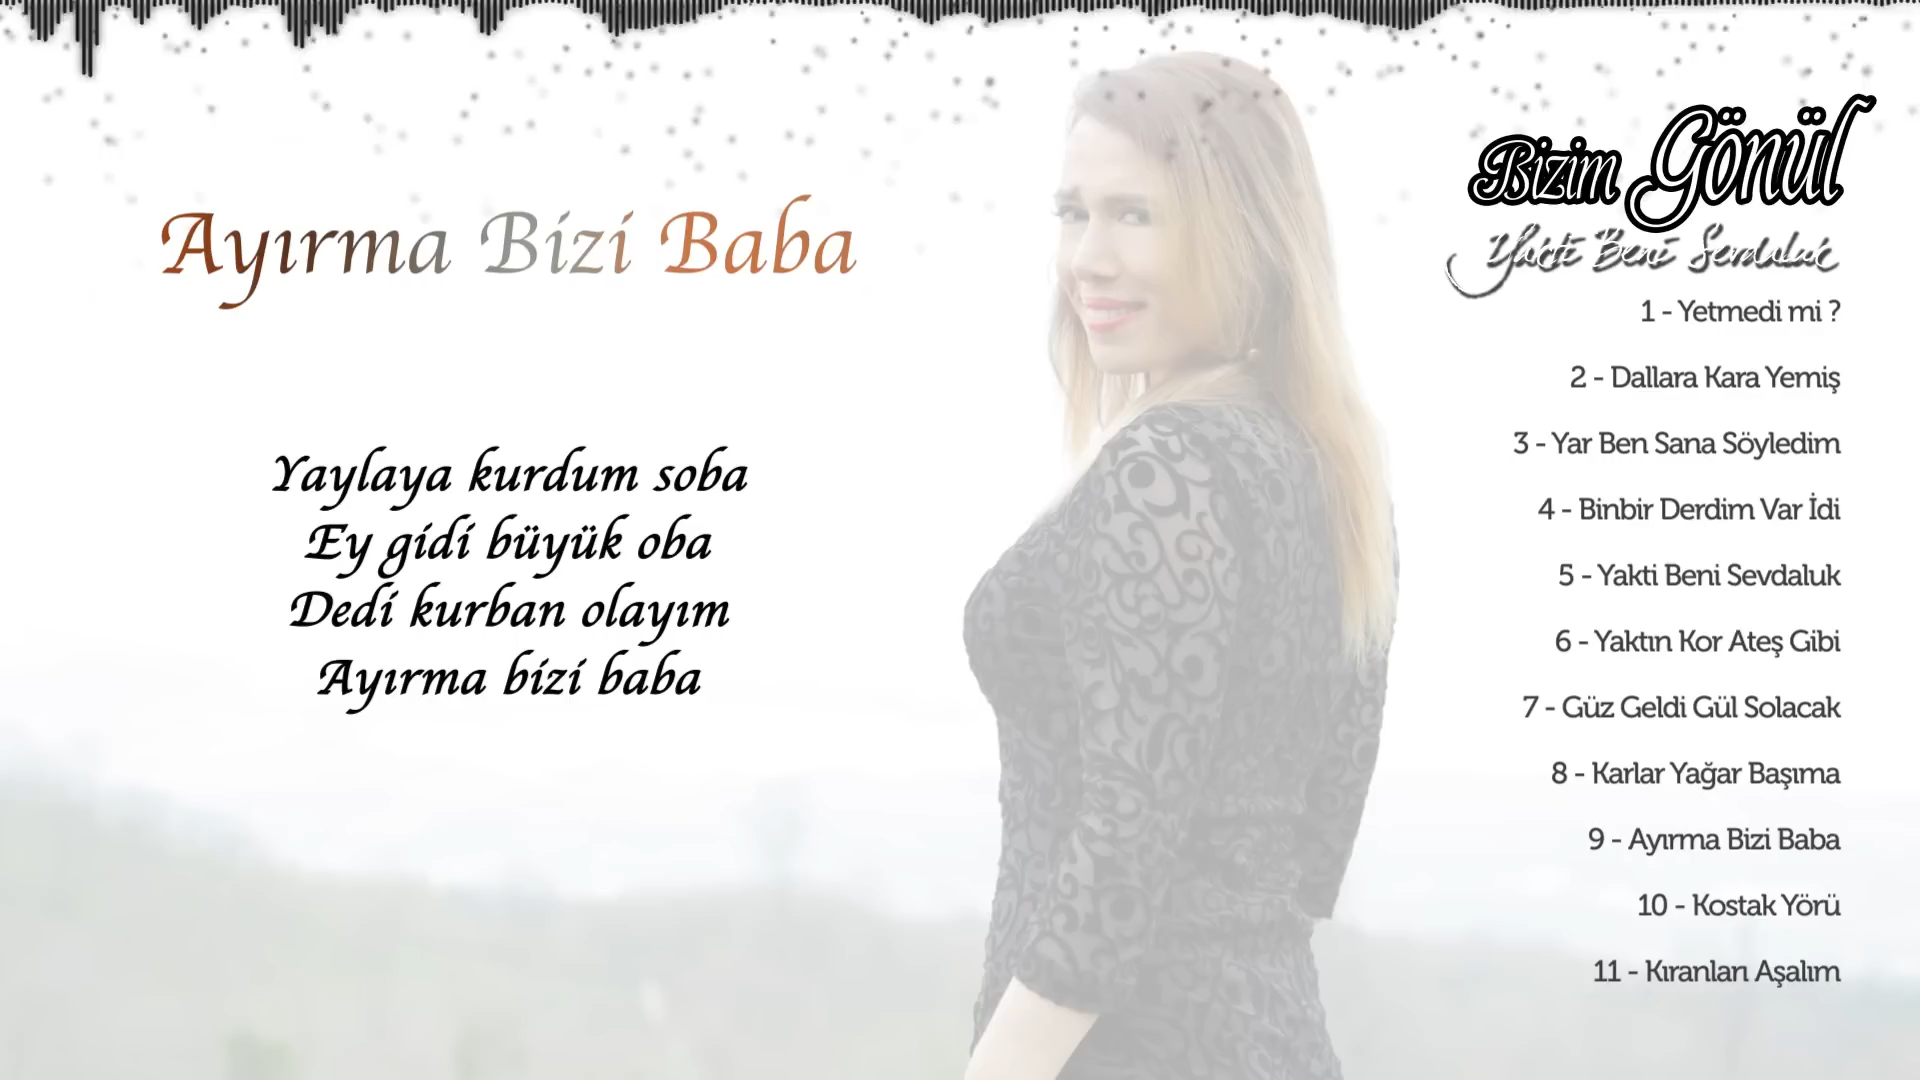 Ayırma Bizi Baba
Yaylaya kurdum soba
Ey gidi büyük oba
Dedi kurban olayım
Ayırma bizi baba
Bizim Gönül
Yakti Beni Sevdaluk
1 - Yetmedi mi ?
2 - Dallara Kara Yemiş
3 - Yar Ben Sana Söyledim
4 - Binbir Derdim Var İdi
5 - Yakti Beni Sevdaluk
6 - Yaktın Kor Ateş Gibi
7 - Güz Geldi Gül Solacak
8 - Karlar Yağar Başıma
9 - Ayırma Bizi Baba
10 - Kostak Yörü
11 - Kıranları Aşalım